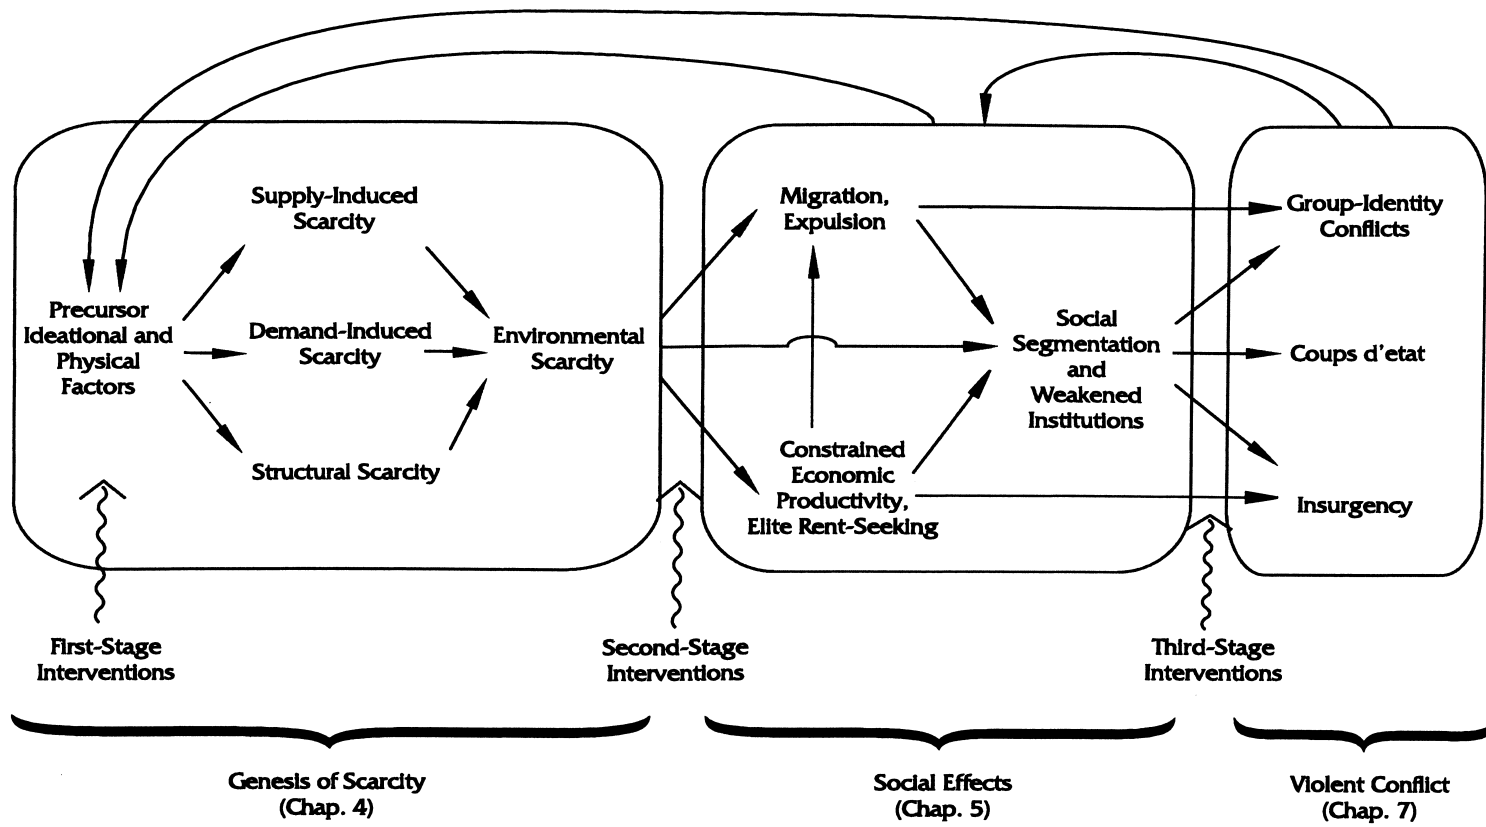 Supply-Induced
Scarcity
Precursor
Ideational and
Physical
Factors
Demand-Induced
Scarcity
Structural Scarcity
Environmental
Scarcity
Migration,
Expulsion
Constrained
Economic
Productivity,
Elite Rent-Seeking
Social
Segmentation
and
Weakened
Institutions
Group-Identity
Conflicts
Coups d'etat
Insurgency
First-Stage
Interventions
Second-Stage
Interventions
Third-Stage
Interventions
Genesis of Scarcity
(Chap. 4)
Social Effects
(Chap. 5)
Violent Conflict
(Chap. 7)